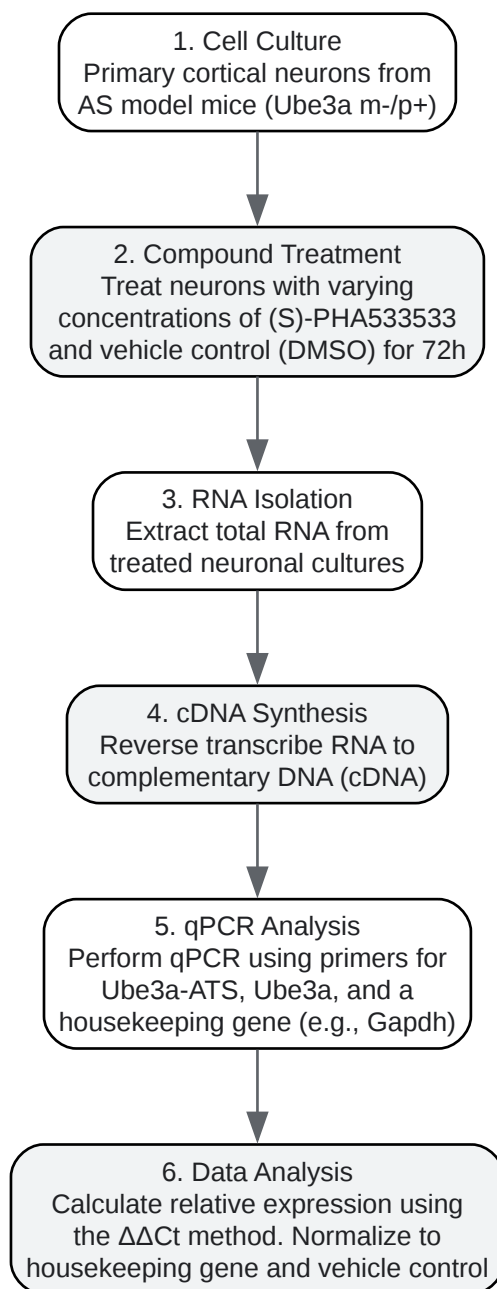 1. Cell Culture
Primary cortical neurons from
AS model mice (Ube3a m-/p+)
2. Compound Treatment
Treat neurons with varying
concentrations of (S)-PHA533533
and vehicle control (DMSO) for 72h
3. RNA Isolation
Extract total RNA from
treated neuronal cultures
4. cDNA Synthesis
Reverse transcribe RNA to
complementary DNA (cDNA)
5. qPCR Analysis
Perform qPCR using primers for
Ube3a-ATS, Ube3a, and a
housekeeping gene (e.g., Gapdh)
6. Data Analysis
Calculate relative expression using
the ΔΔCt method. Normalize to
housekeeping gene and vehicle control